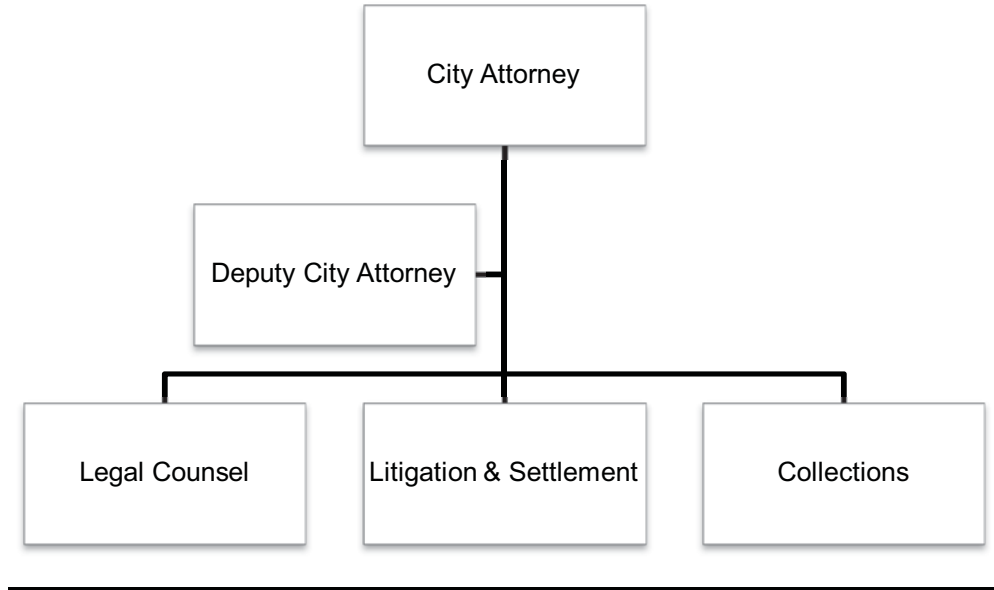 City Attorney
Deputy City Attorney
Legal Counsel
Litigation & Settlement
Collections